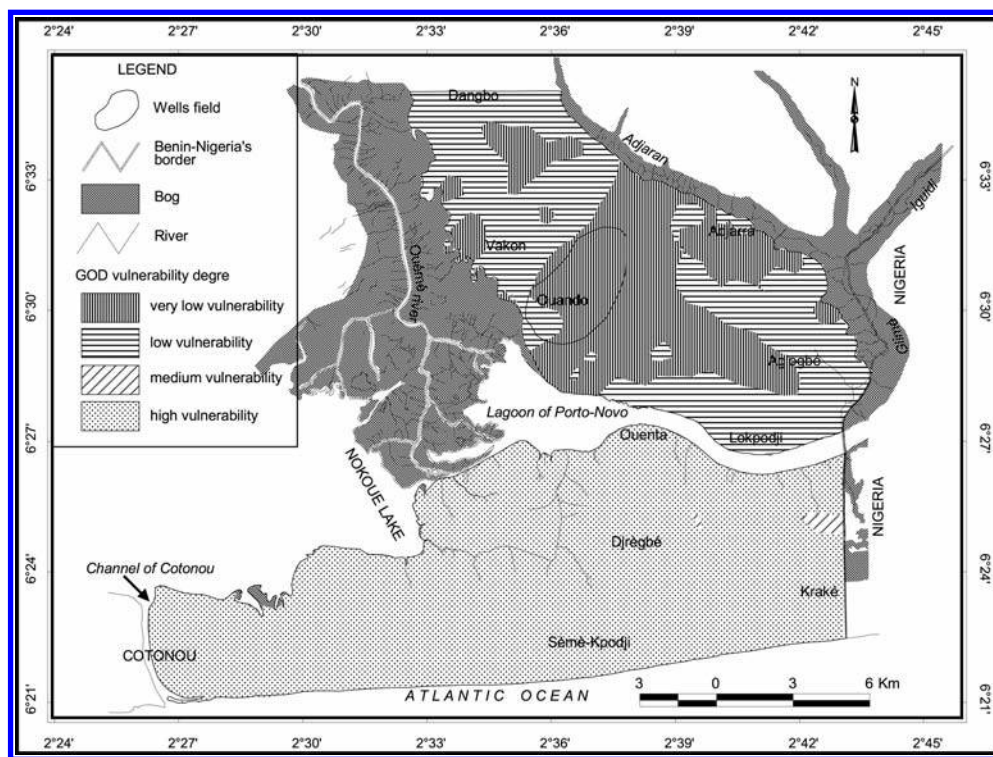 2°24' 2°27' 2°30' 2°33' 2°36' 2°39' 2°42' 2°45'
LEGEND
Wells field
Benin-Nigeria's
border
Bog
River
GOD vulnerability degre
very low vulnerability
low vulnerability
medium vulnerability
high vulnerability
6°33'
6°30'
6°27'
6°24'
6°21'
Dangbo
Adjaran
N
Iguidi
Adjarra
Vakon
Ouémé river
Ouando
NIGERIA
Adjogbé
Lagoon of Porto-Novo
Ouenta
Lokpodji
NOKOUE LAKE
NIGERIA
Djrègbé
Channel of Cotonou
Kraké
Sèmè-Kpodji
COTONOU
ATLANTIC OCEAN
3 0 3 6 Km
6°33'
6°30'
6°27'
6°24'
6°21'
2°24' 2°27' 2°30' 2°33' 2°36' 2°39' 2°42' 2°45'